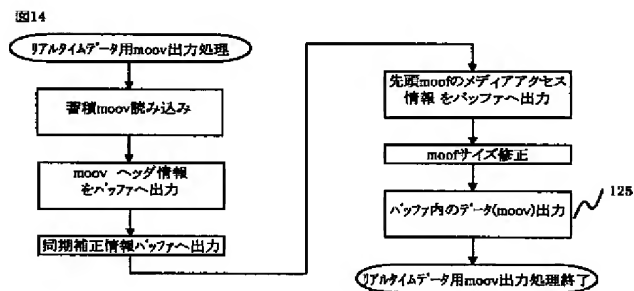 図14
リアルタイムデータ用moov出力処理
蓄積moov読み込み
moov ヘッダ情報
をバッファへ出力
同期補正情報バッファへ出力
先頭moofのメディアアクセス
情報 をバッファへ出力
moofサイズ修正
バッファ内のデータ(moov)出力
125
リアルタイムデータ用moov出力処理終了